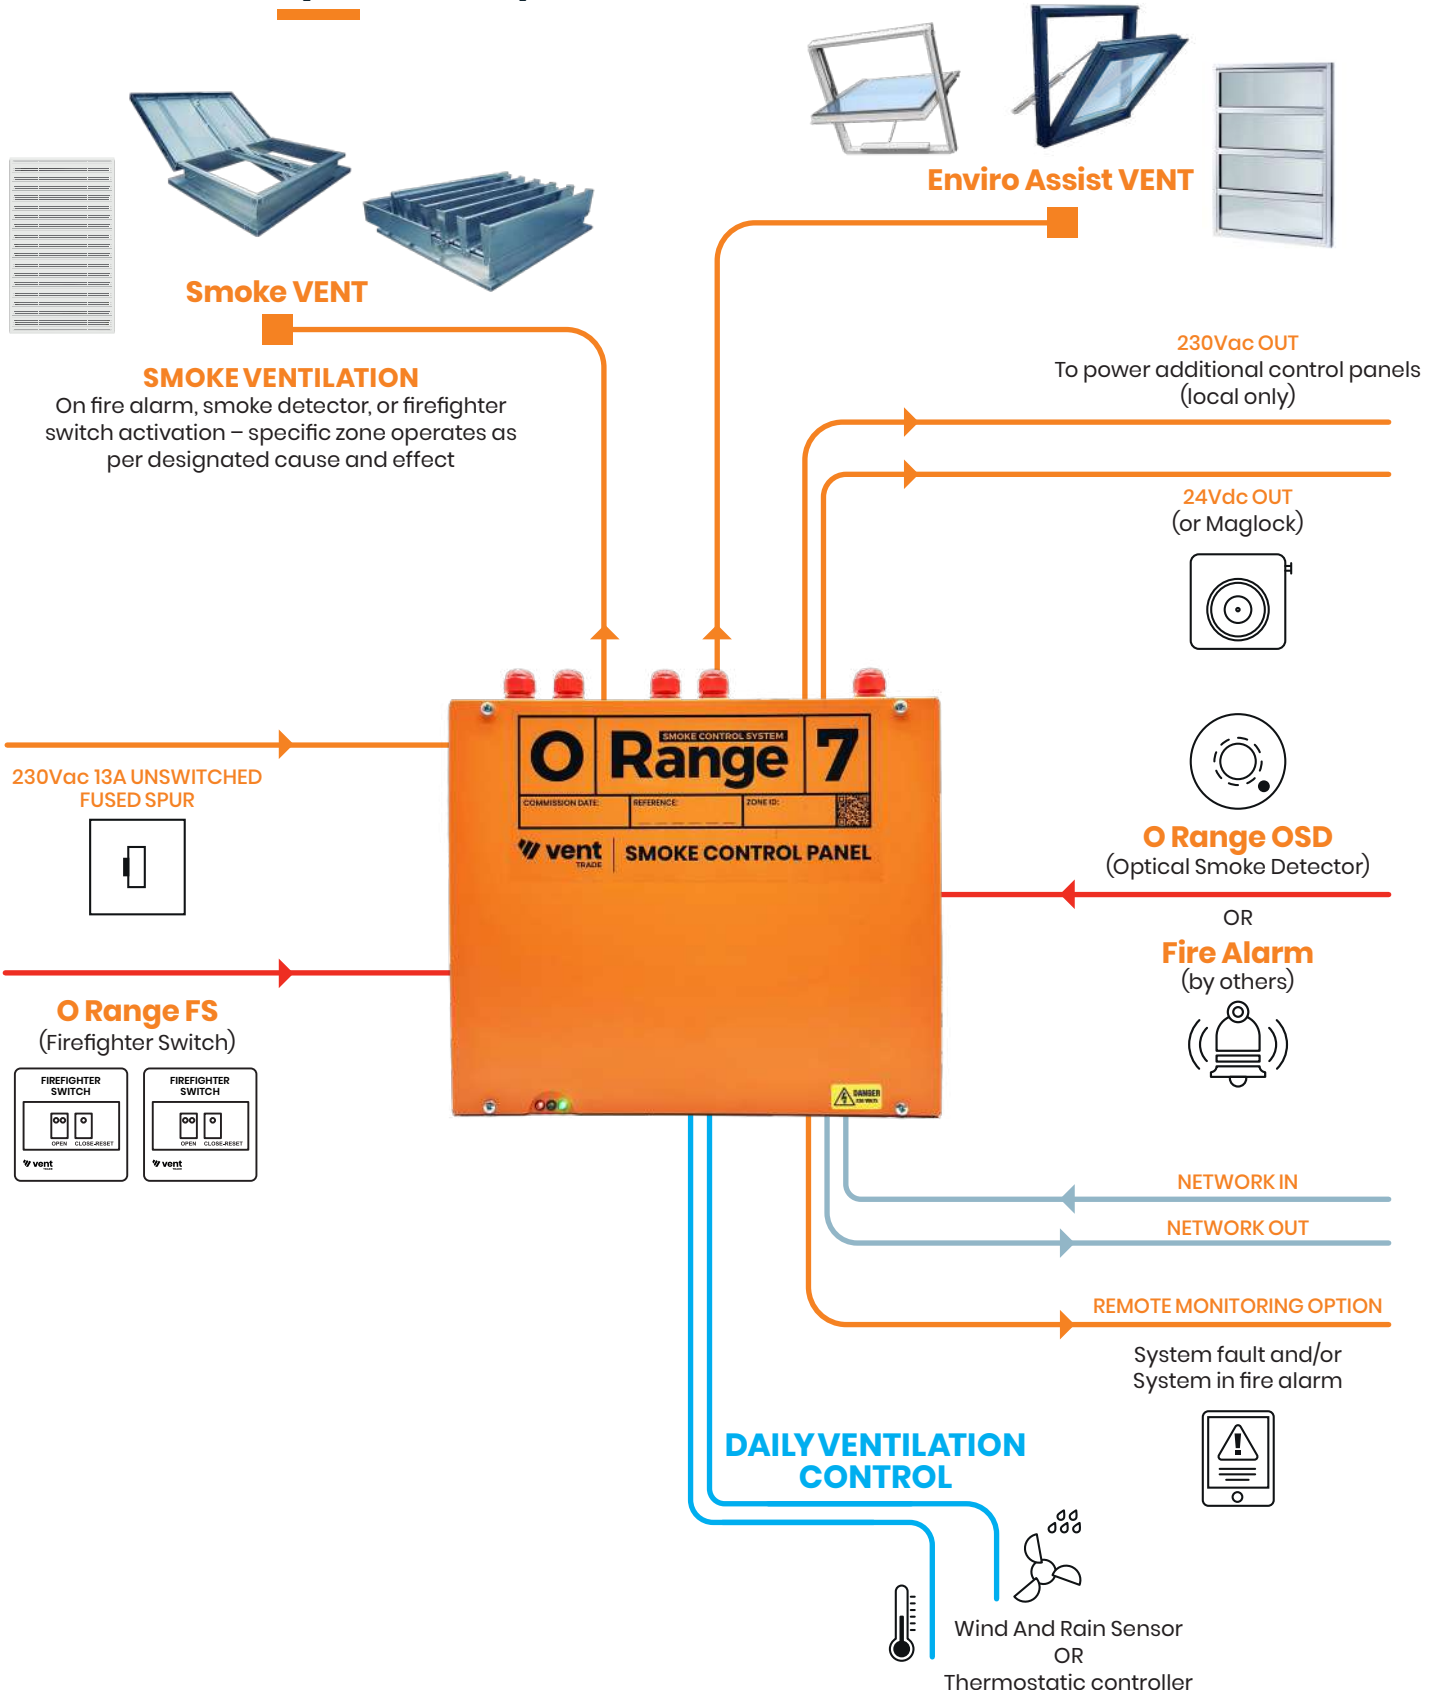 Enviro Assist VENT
Smoke VENT
SMOKE VENTILATION
On fire alarm, smoke detector, or firefighter
switch activation – specific zone operates as
per designated cause and effect
230Vac OUT
To power additional control panels
(local only)
24Vdc OUT
(or Maglock)
230Vac 13A UNSWITCHED
FUSED SPUR
O Range 7
SMOKE CONTROL SYSTEM
COMMISSION DATE:
REFERENCE:
ZONE ID:
vent
TRADE
SMOKE CONTROL PANEL
DANGER
230 VOLTS
O Range OSD
(Optical Smoke Detector)
OR
Fire Alarm
(by others)
O Range FS
(Firefighter Switch)
FIREFIGHTER
SWITCH
OPEN CLOSE-RESET
vent
TRADE
FIREFIGHTER
SWITCH
OPEN CLOSE-RESET
vent
TRADE
NETWORK IN
NETWORK OUT
REMOTE MONITORING OPTION
System fault and/or
System in fire alarm
DAILY VENTILATION
CONTROL
Wind And Rain Sensor
OR
Thermostatic controller